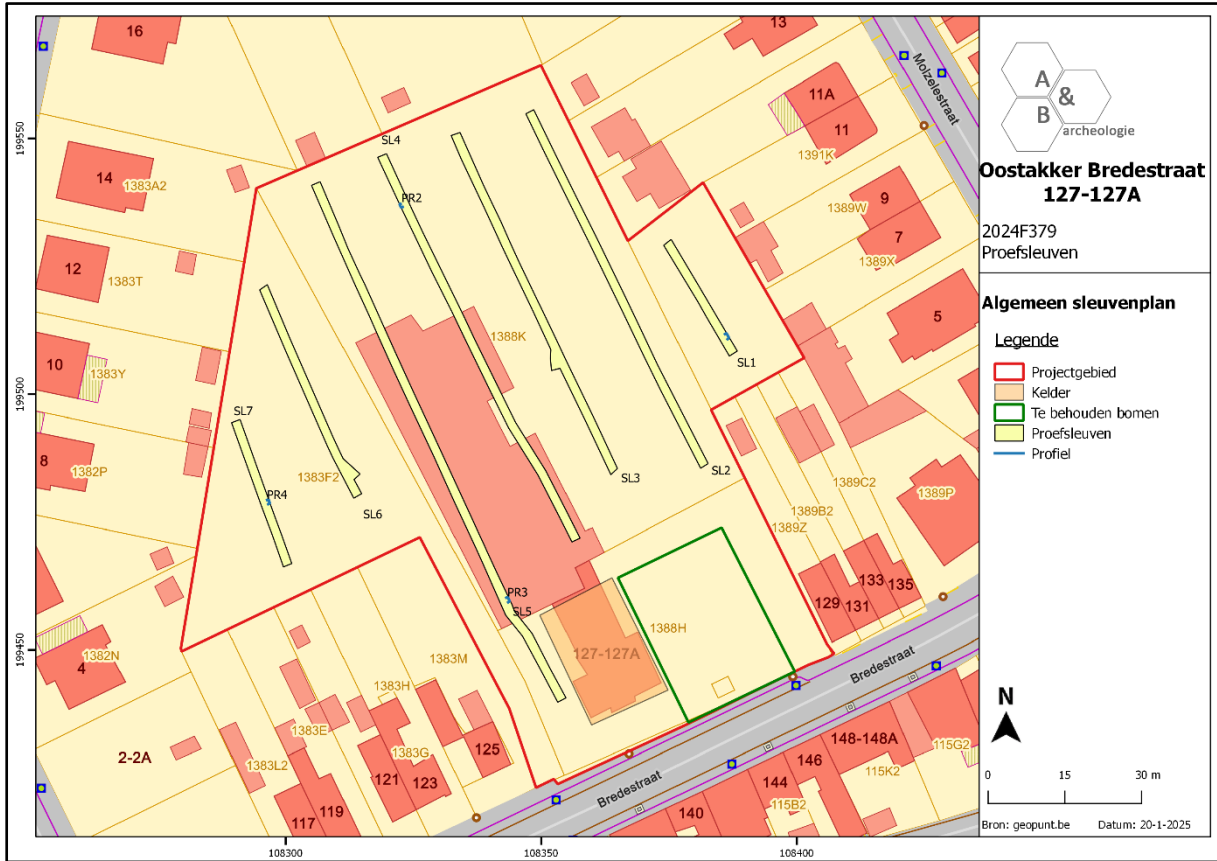 16
13
11A
11
1391K
Molzelestraat
199550
199500
199450
14
1383A2
12
1383T
10
1383Y
8
1382P
9
1389W
7
1389X
5
SL4
PR2
1388K
SL1
SL7
PR4
1383F2
SL6
SL3
SL2
PR3
SL5
1388H
127-127A
1389Z
1389B2
1389C2
1389P
129
131
133
135
4
1382N
2-2A
1383M
1383H
1383E
1383G
1383L2
125
121
123
119
117
Bredestraat
Bredestraat
148-148A
146
144
140
115K2
115G2
115B2
108300
108350
108400
A
&
B
archeologie
Oostakker Bredestraat
127-127A
2024F379
Proefsleuven
Algemeen sleuvenplan
Legende
Projectgebied
Kelder
Te behouden bomen
Proefsleuven
Profiel
N
0 15 30 m
Bron: geopunt.be Datum: 20-1-2025